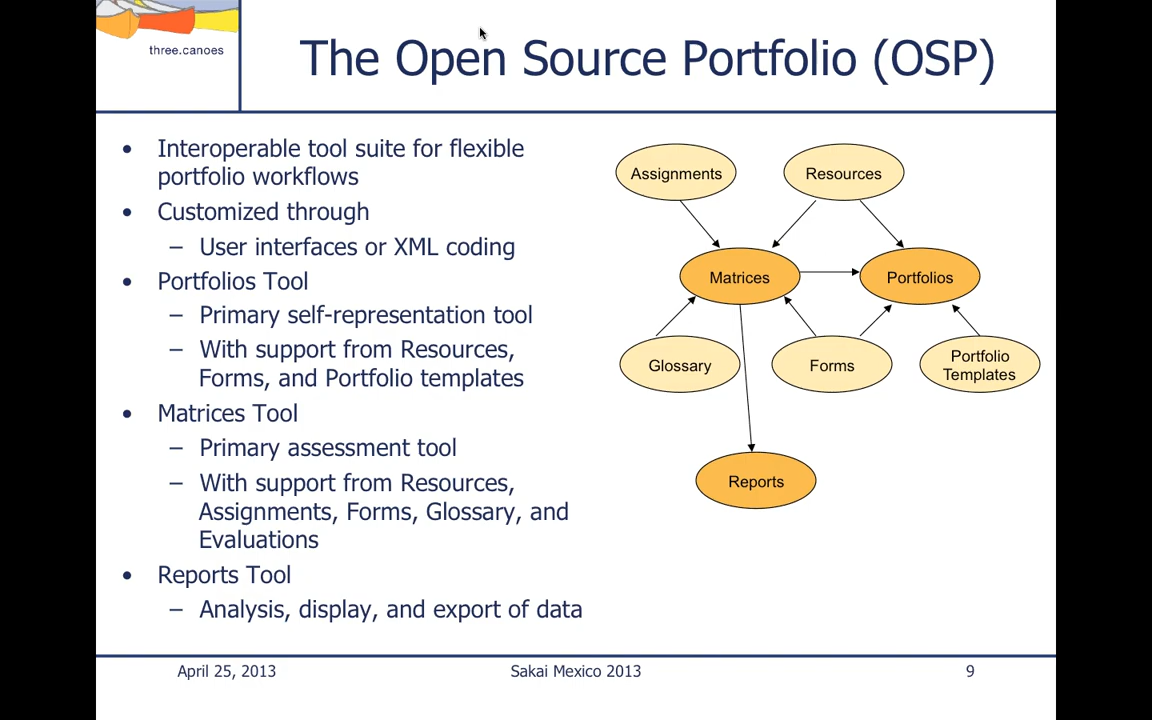 three.canoes
The Open Source Portfolio (OSP)
• Interoperable tool suite for flexible
portfolio workflows
• Customized through
– User interfaces or XML coding
• Portfolios Tool
– Primary self-representation tool
– With support from Resources,
Forms, and Portfolio templates
• Matrices Tool
– Primary assessment tool
– With support from Resources,
Assignments, Forms, Glossary, and
Evaluations
• Reports Tool
– Analysis, display, and export of data
Assignments
Resources
Matrices
Portfolios
Glossary
Forms
Portfolio
Templates
Reports
April 25, 2013
Sakai Mexico 2013
9